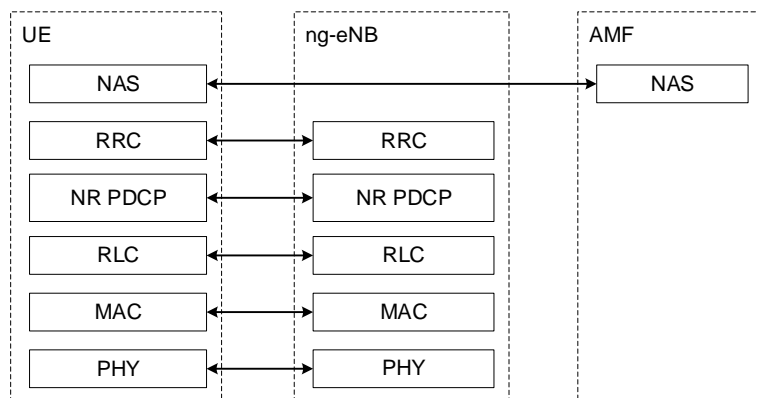 UE
ng-eNB
AMF
NAS
NAS
RRC
RRC
NR PDCP
NR PDCP
RLC
RLC
MAC
MAC
PHY
PHY